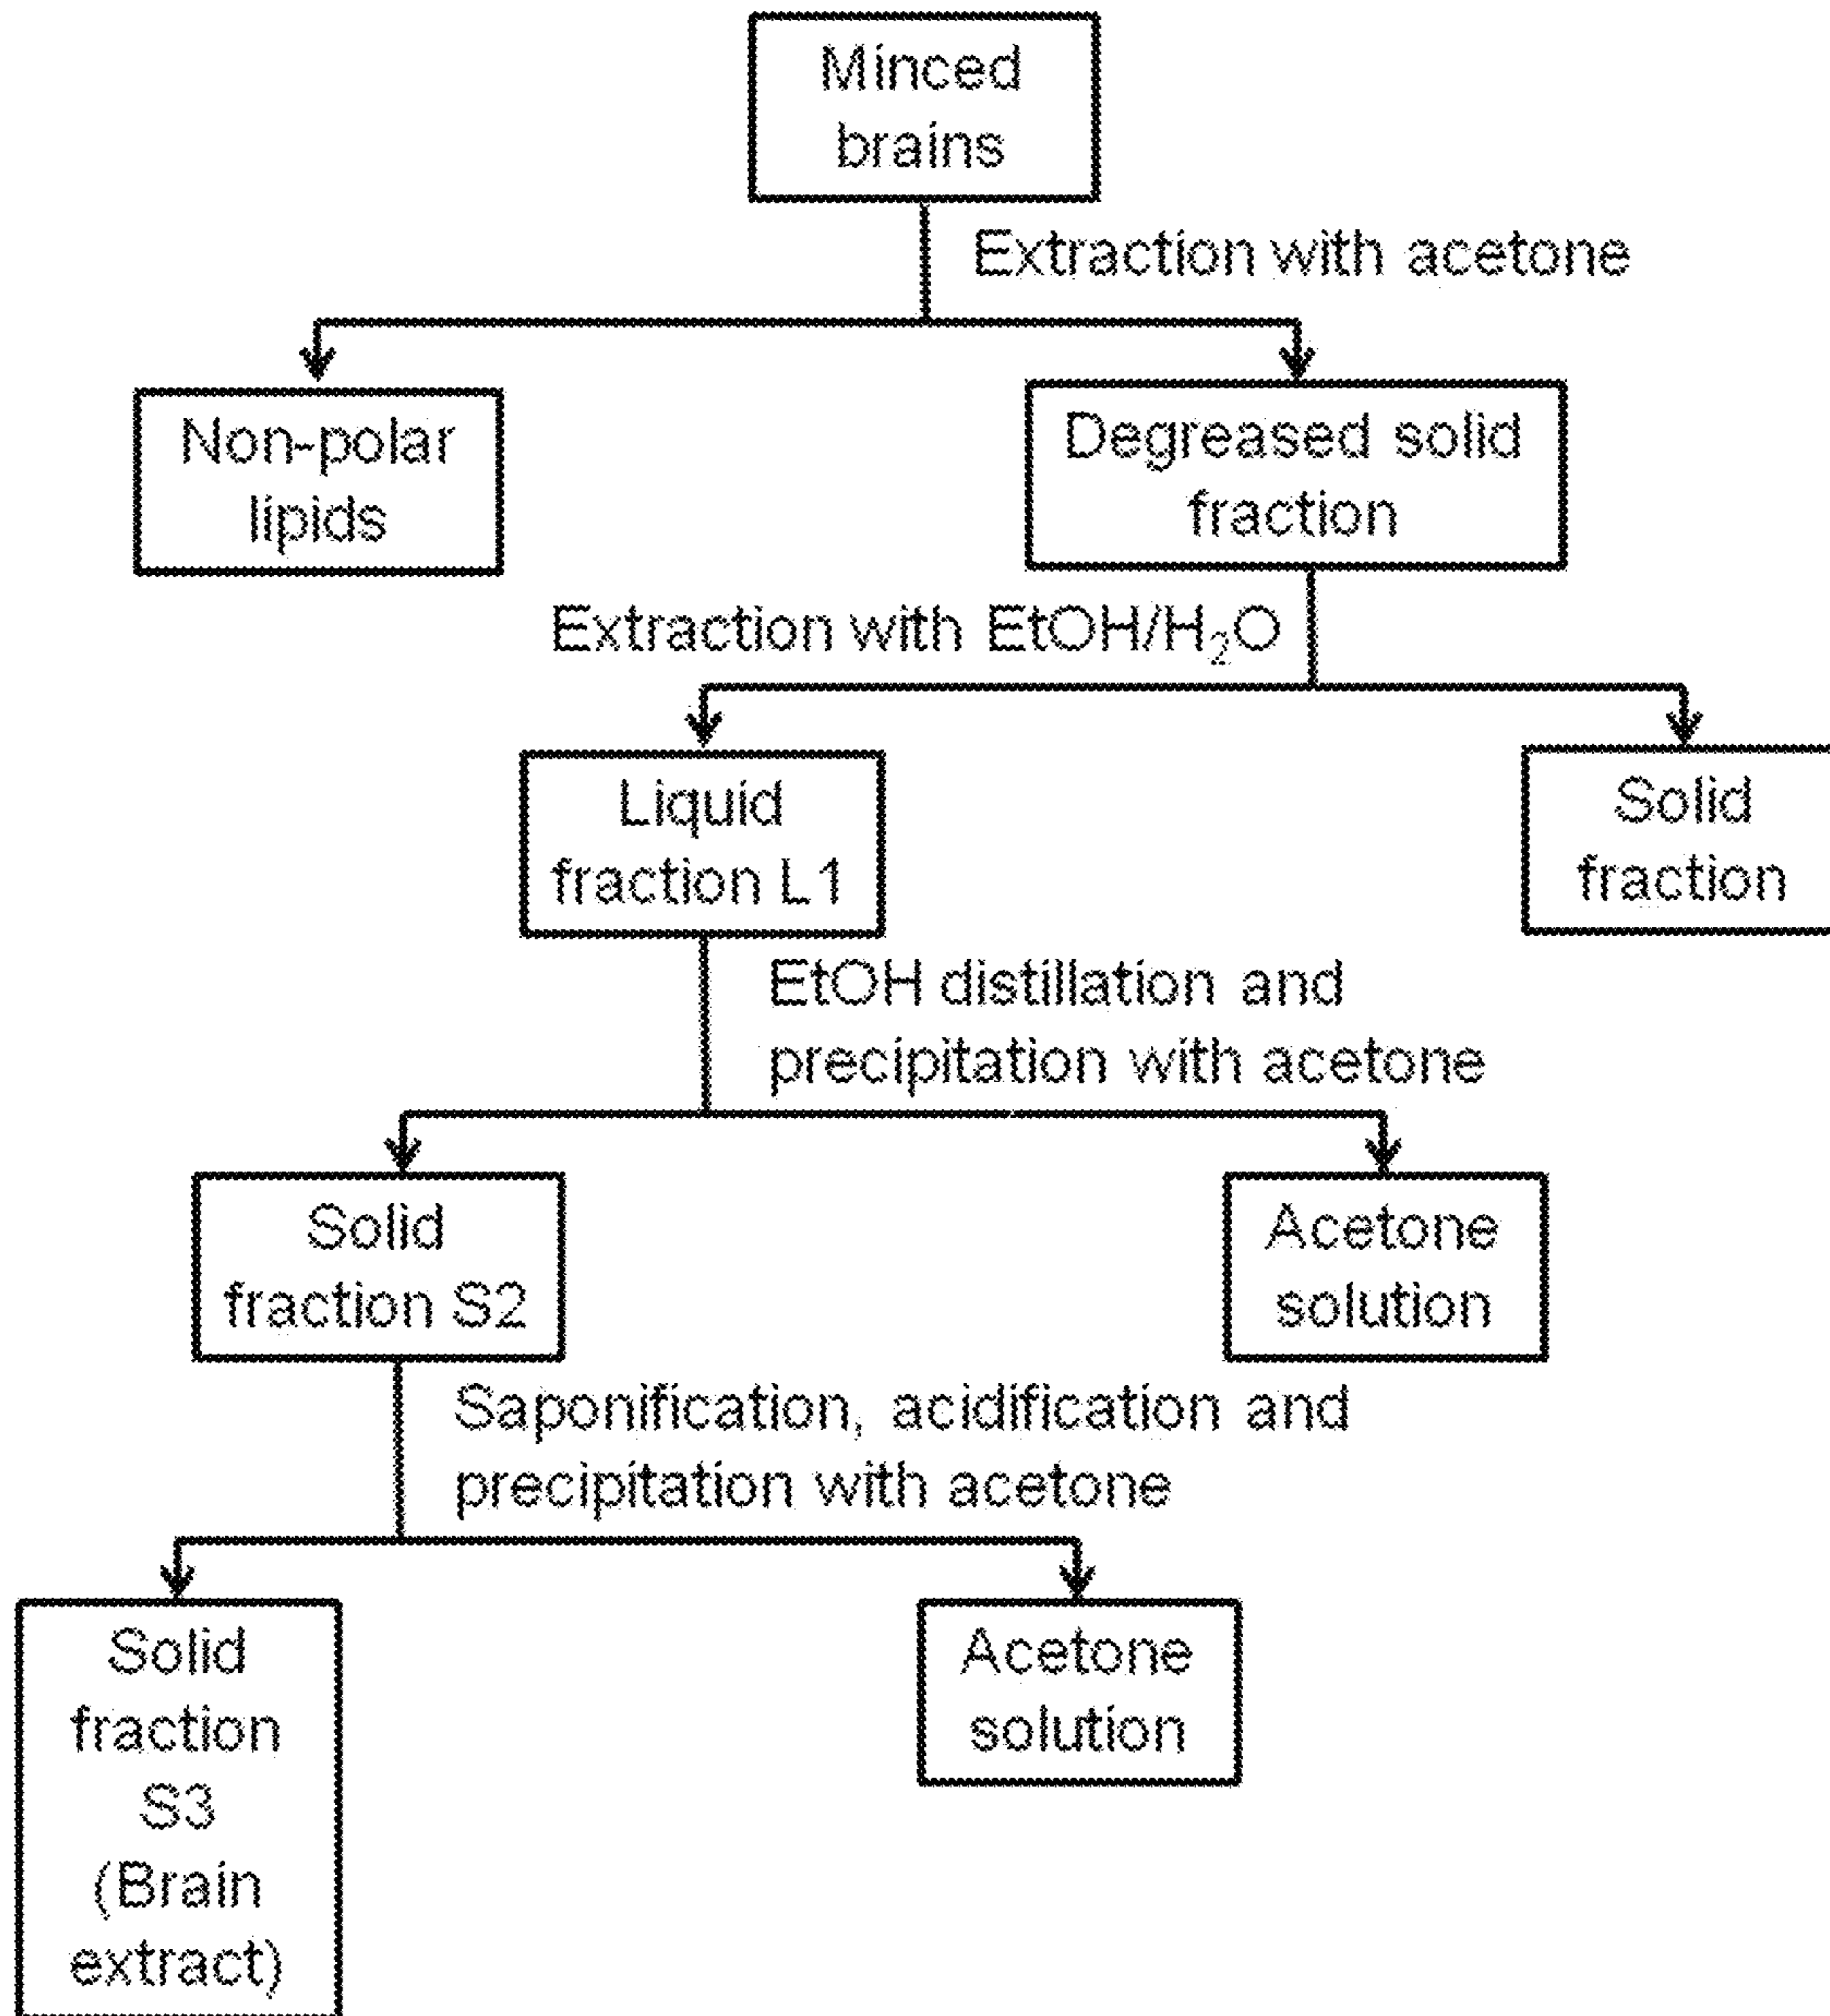 Minced
brains
Extraction with acetone
Non-polar
lipids
Degreased solid
fraction
Extraction with EtOH/H₂O
Liquid
fraction L1
Solid
fraction
EtOH distillation and
precipitation with acetone
Solid
fraction S2
Acetone
solution
Saponification, acidification and
precipitation with acetone
Solid
fraction
S3
(Brain
extract)
Acetone
solution